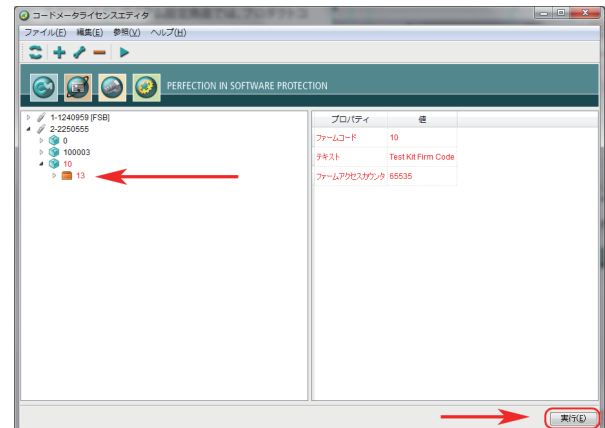 コードメータライセンスエディタ
ファイル(F) 編集(E) 参照(V) ヘルプ(H)
PERFECTION IN SOFTWARE PROTECTION
1-1240959 [FSB]
2-2250555
0
100003
10
13
プロパティ 値
ファームコード 10
テキスト Test Kit Firm Code
ファームアクセスカウンタ 65535
実行(E)